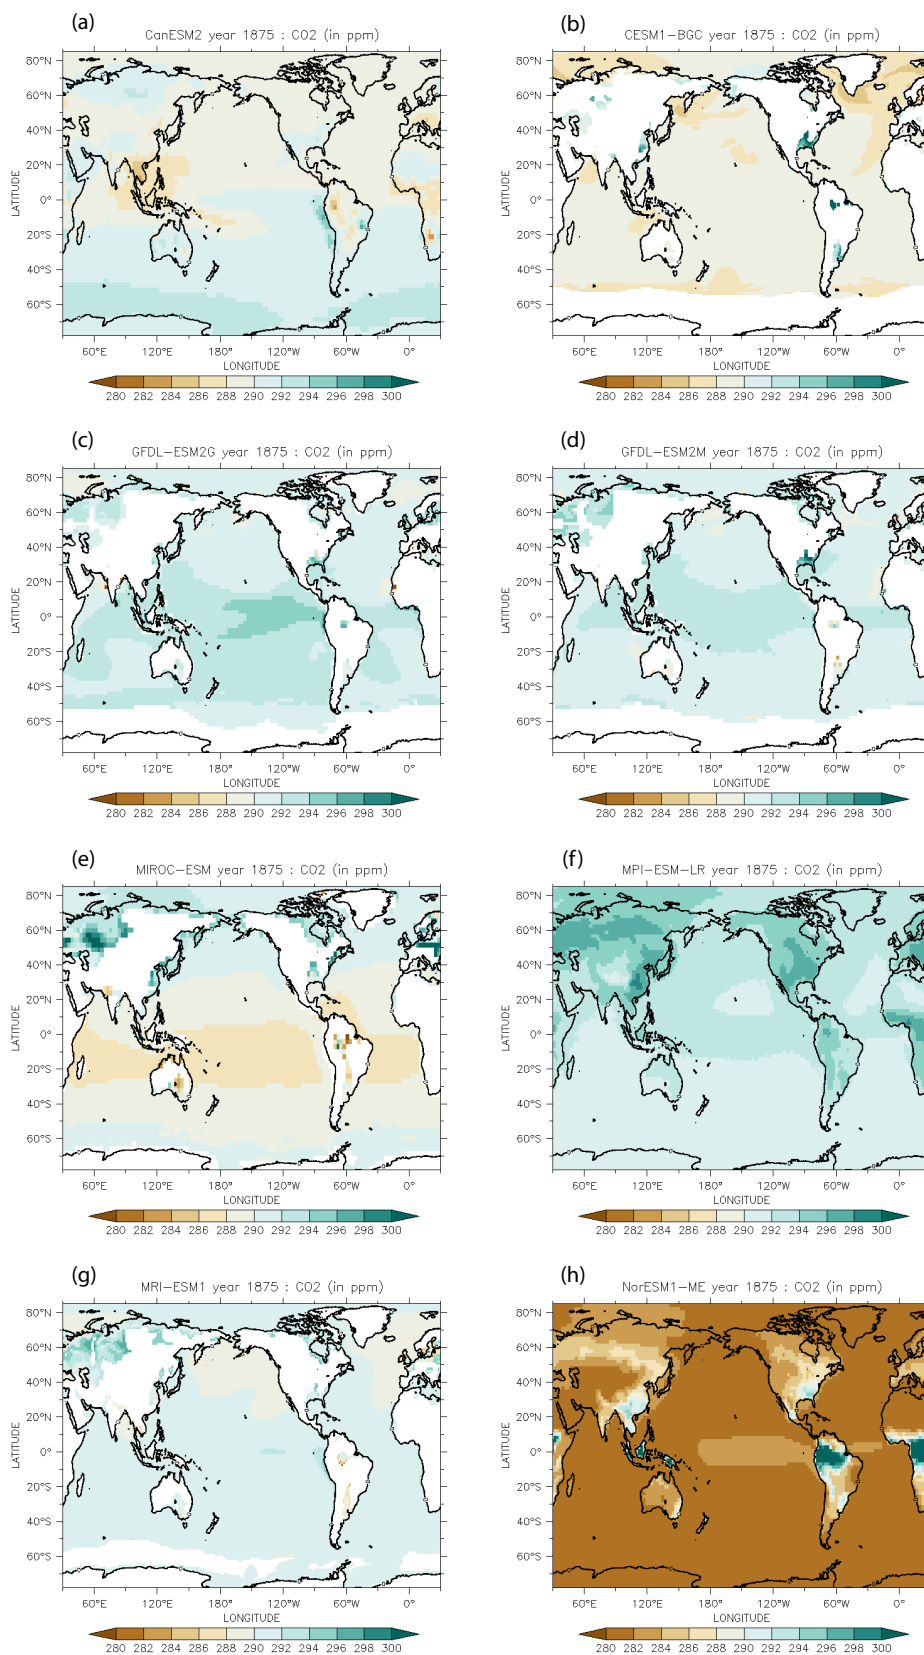 (a)
CanESM2 year 1875 : CO2 (in ppm)
80°N
60°N
40°N
20°N
0°
20°S
40°S
60°S
LATITUDE
60°E 120°E 180° 120°W 60°W 0°
LONGITUDE
280 282 284 286 288 290 292 294 296 298 300
(b)
CESM1-BGC year 1875 : CO2 (in ppm)
80°N
60°N
40°N
20°N
0°
20°S
40°S
60°S
LATITUDE
60°E 120°E 180° 120°W 60°W 0°
LONGITUDE
280 282 284 286 288 290 292 294 296 298 300
(c)
GFDL-ESM2G year 1875 : CO2 (in ppm)
80°N
60°N
40°N
20°N
0°
20°S
40°S
60°S
LATITUDE
60°E 120°E 180° 120°W 60°W 0°
LONGITUDE
280 282 284 286 288 290 292 294 296 298 300
(d)
GFDL-ESM2M year 1875 : CO2 (in ppm)
80°N
60°N
40°N
20°N
0°
20°S
40°S
60°S
LATITUDE
60°E 120°E 180° 120°W 60°W 0°
LONGITUDE
280 282 284 286 288 290 292 294 296 298 300
(e)
MIROC-ESM year 1875 : CO2 (in ppm)
80°N
60°N
40°N
20°N
0°
20°S
40°S
60°S
LATITUDE
60°E 120°E 180° 120°W 60°W 0°
LONGITUDE
280 282 284 286 288 290 292 294 296 298 300
(f)
MPI-ESM-LR year 1875 : CO2 (in ppm)
80°N
60°N
40°N
20°N
0°
20°S
40°S
60°S
LATITUDE
60°E 120°E 180° 120°W 60°W 0°
LONGITUDE
280 282 284 286 288 290 292 294 296 298 300
(g)
MRI-ESM1 year 1875 : CO2 (in ppm)
80°N
60°N
40°N
20°N
0°
20°S
40°S
60°S
LATITUDE
60°E 120°E 180° 120°W 60°W 0°
LONGITUDE
280 282 284 286 288 290 292 294 296 298 300
(h)
NorESM1-ME year 1875 : CO2 (in ppm)
80°N
60°N
40°N
20°N
0°
20°S
40°S
60°S
LATITUDE
60°E 120°E 180° 120°W 60°W 0°
LONGITUDE
280 282 284 286 288 290 292 294 296 298 300